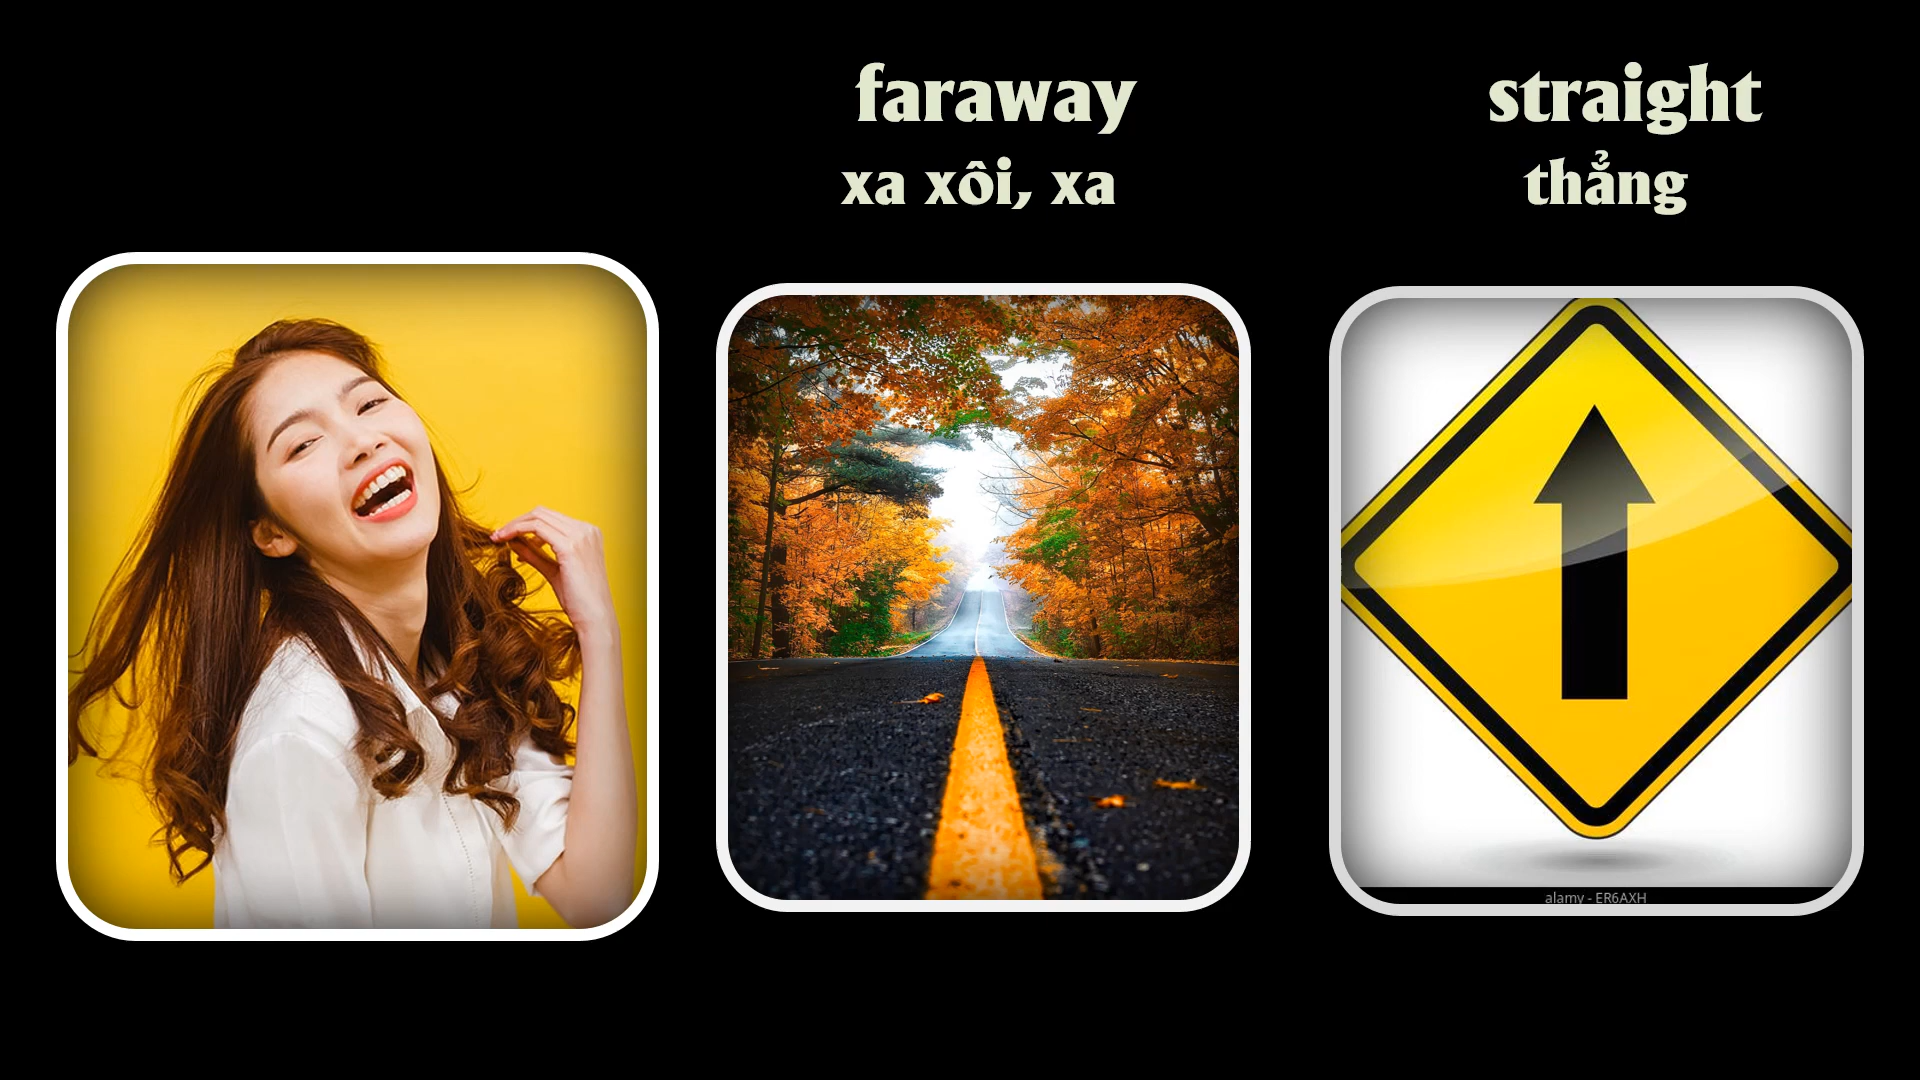 faraway
xa xôi, xa
straight
thẳng
alamy - ER6AXH